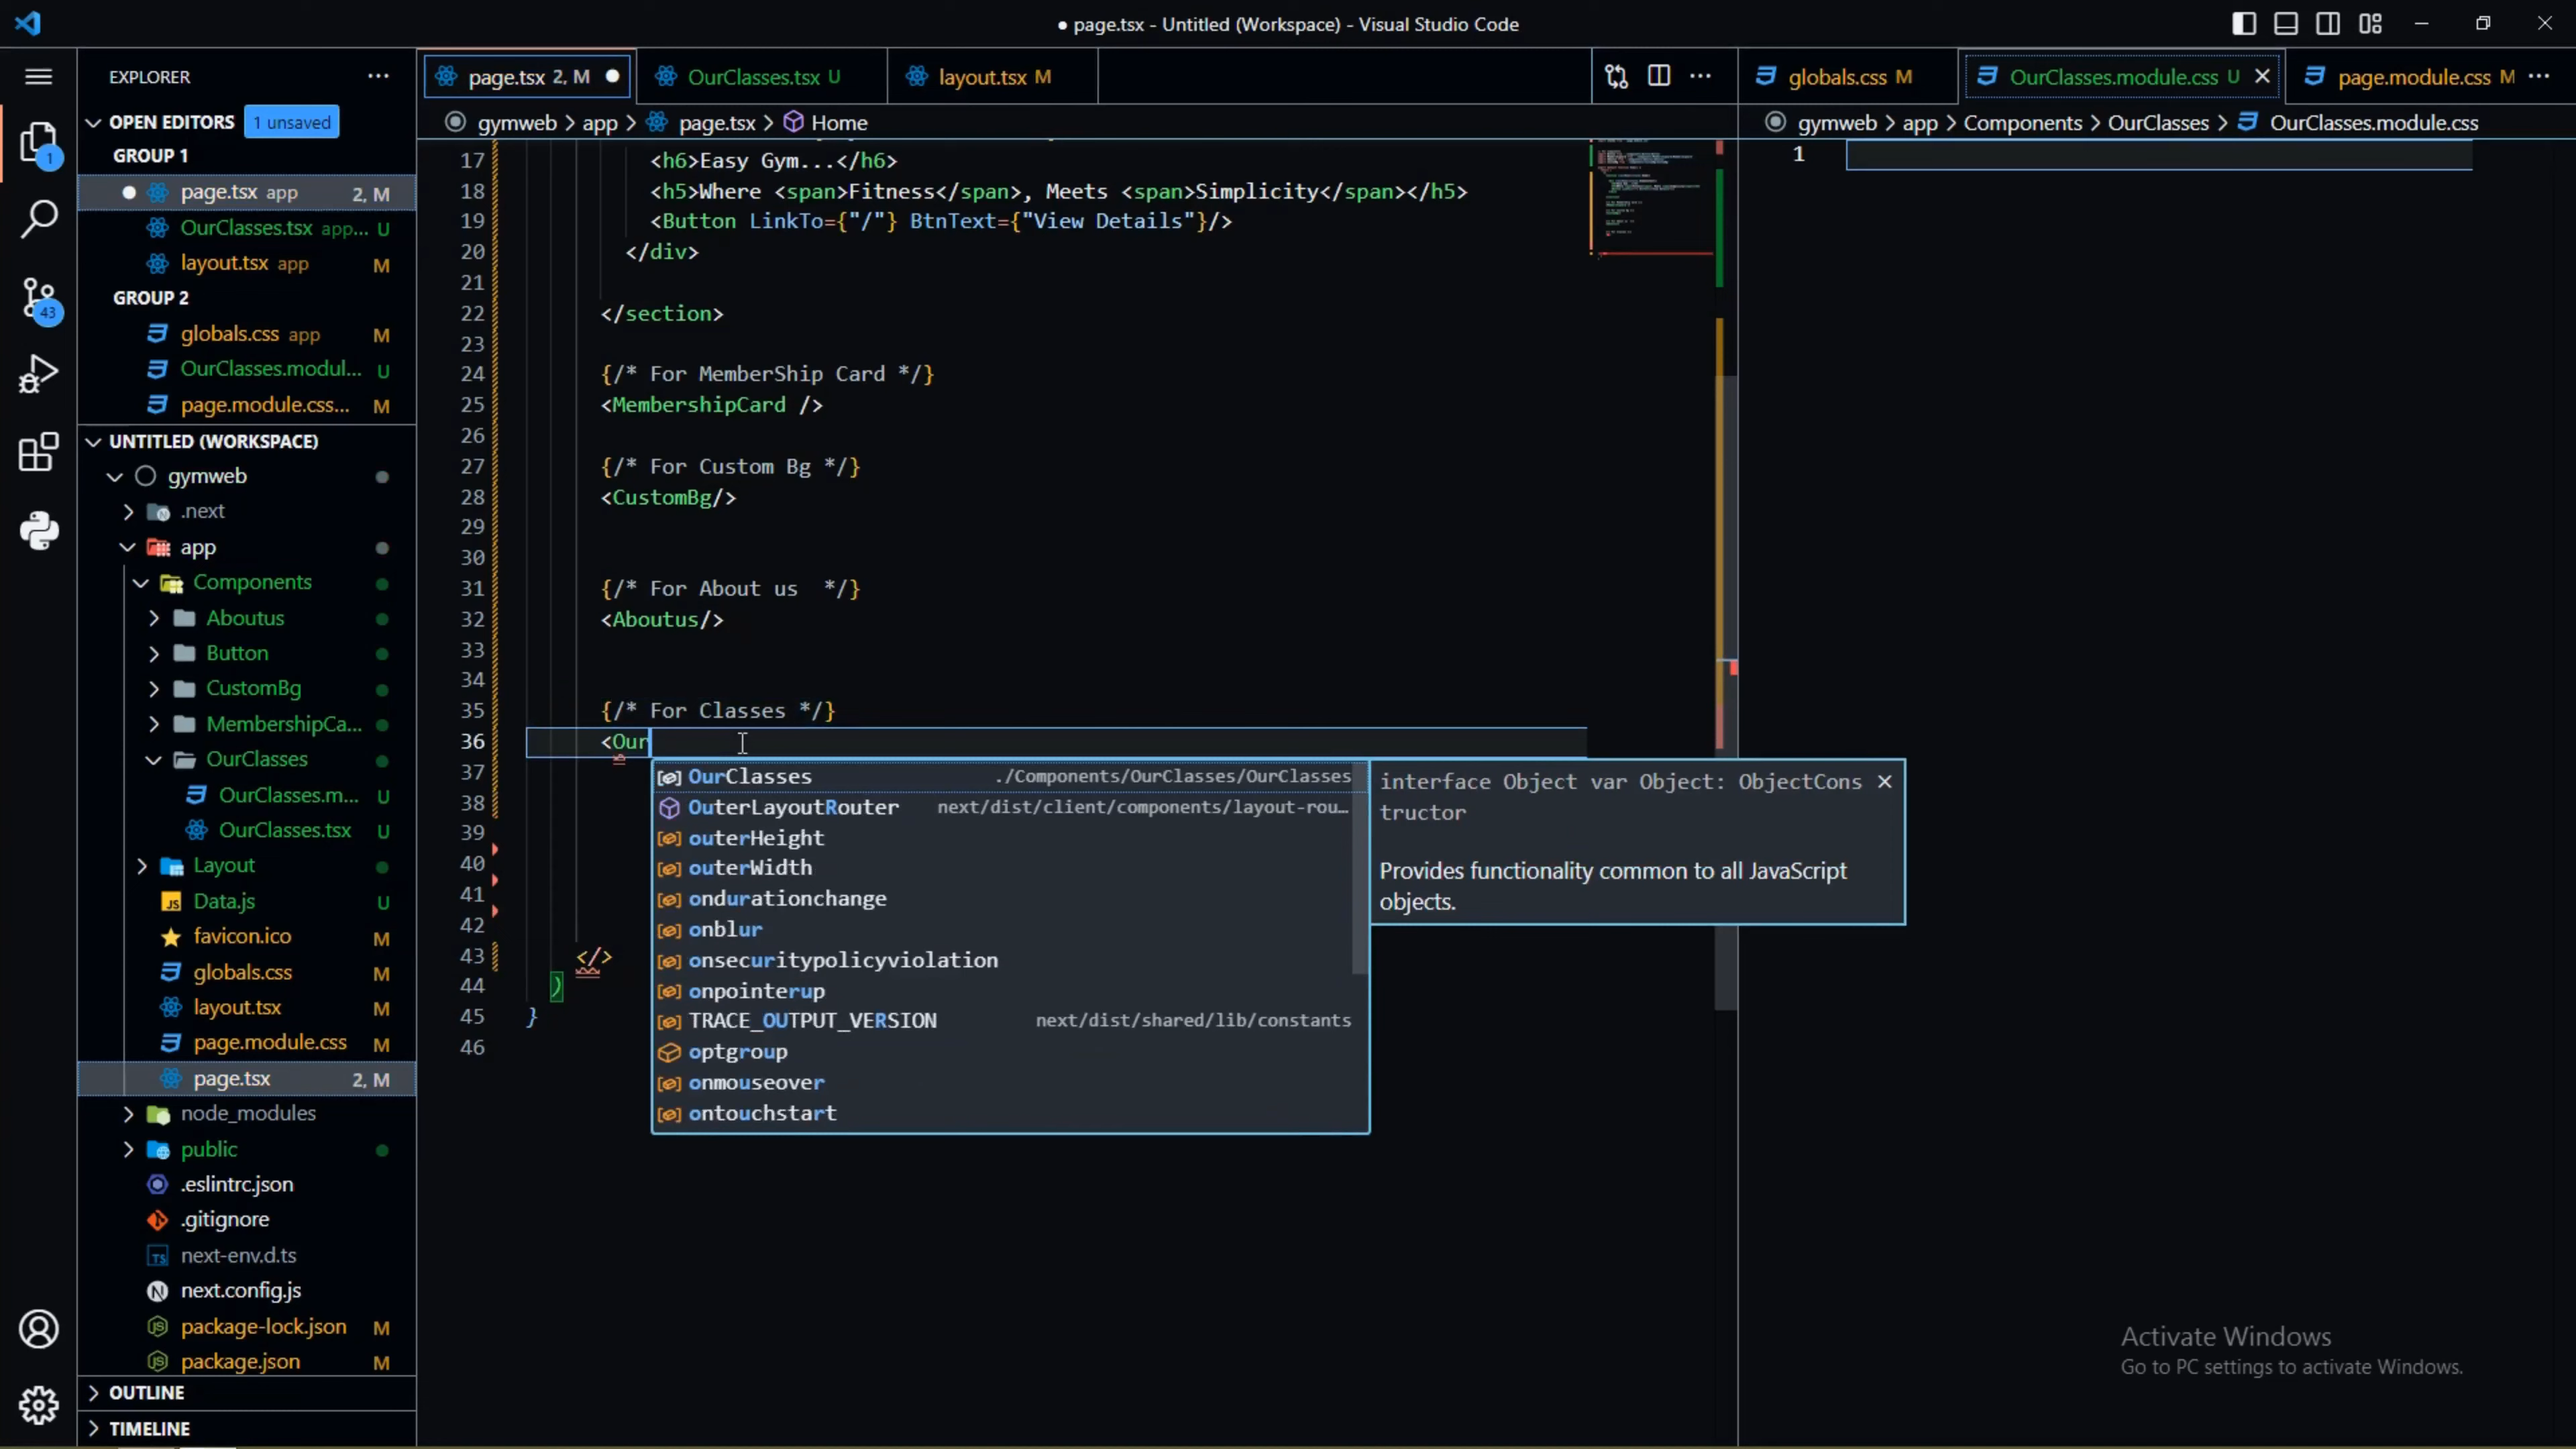 ● page.tsx - Untitled (Workspace) - Visual Studio Code
EXPLORER
OPEN EDITORS 1 unsaved
GROUP 1
page.tsx app 2, M
OurClasses.tsx app... U
layout.tsx app M
GROUP 2
globals.css app M
OurClasses.modul... U
page.module.css... M
UNTITLED (WORKSPACE)
gymweb
.next
app
Components
Aboutus
Button
CustomBg
MembershipCa...
OurClasses
OurClasses.m... U
OurClasses.tsx U
Layout
Data.js U
favicon.ico M
globals.css M
layout.tsx M
page.module.css M
page.tsx 2, M
node_modules
public
.eslintrc.json
.gitignore
next-env.d.ts
next.config.js
package-lock.json M
package.json M
OUTLINE
TIMELINE
1
43
page.tsx 2, M OurClasses.tsx U layout.tsx M
gymweb > app > page.tsx > Home
17 <h6>Easy Gym...</h6>
18 <h5>Where <span>Fitness</span>, Meets <span>Simplicity</span></h5>
19 <Button LinkTo={"/"} BtnText={"View Details"}/>
20 </div>
21
22 </section>
23
24 {/* For MemberShip Card */}
25 <MembershipCard />
26
27 {/* For Custom Bg */}
28 <CustomBg/>
29
30
31 {/* For About us  */}
32 <Aboutus/>
33
34
35 {/* For Classes */}
36 <Our
37
38
39
40
41
42
43 </>
44 )
45 }
46
OurClasses ./Components/OurClasses/OurClasses
OuterLayoutRouter next/dist/client/components/layout-rou...
outerHeight
outerWidth
ondurationchange
onblur
onsecuritypolicyviolation
onpointerup
TRACE_OUTPUT_VERSION next/dist/shared/lib/constants
optgroup
onmouseover
ontouchstart
interface Object var Object: ObjectCons
tructor
Provides functionality common to all JavaScript
objects.
globals.css M OurClasses.module.css U page.module.css M
gymweb > app > Components > OurClasses > OurClasses.module.css
1
Activate Windows
Go to PC settings to activate Windows.